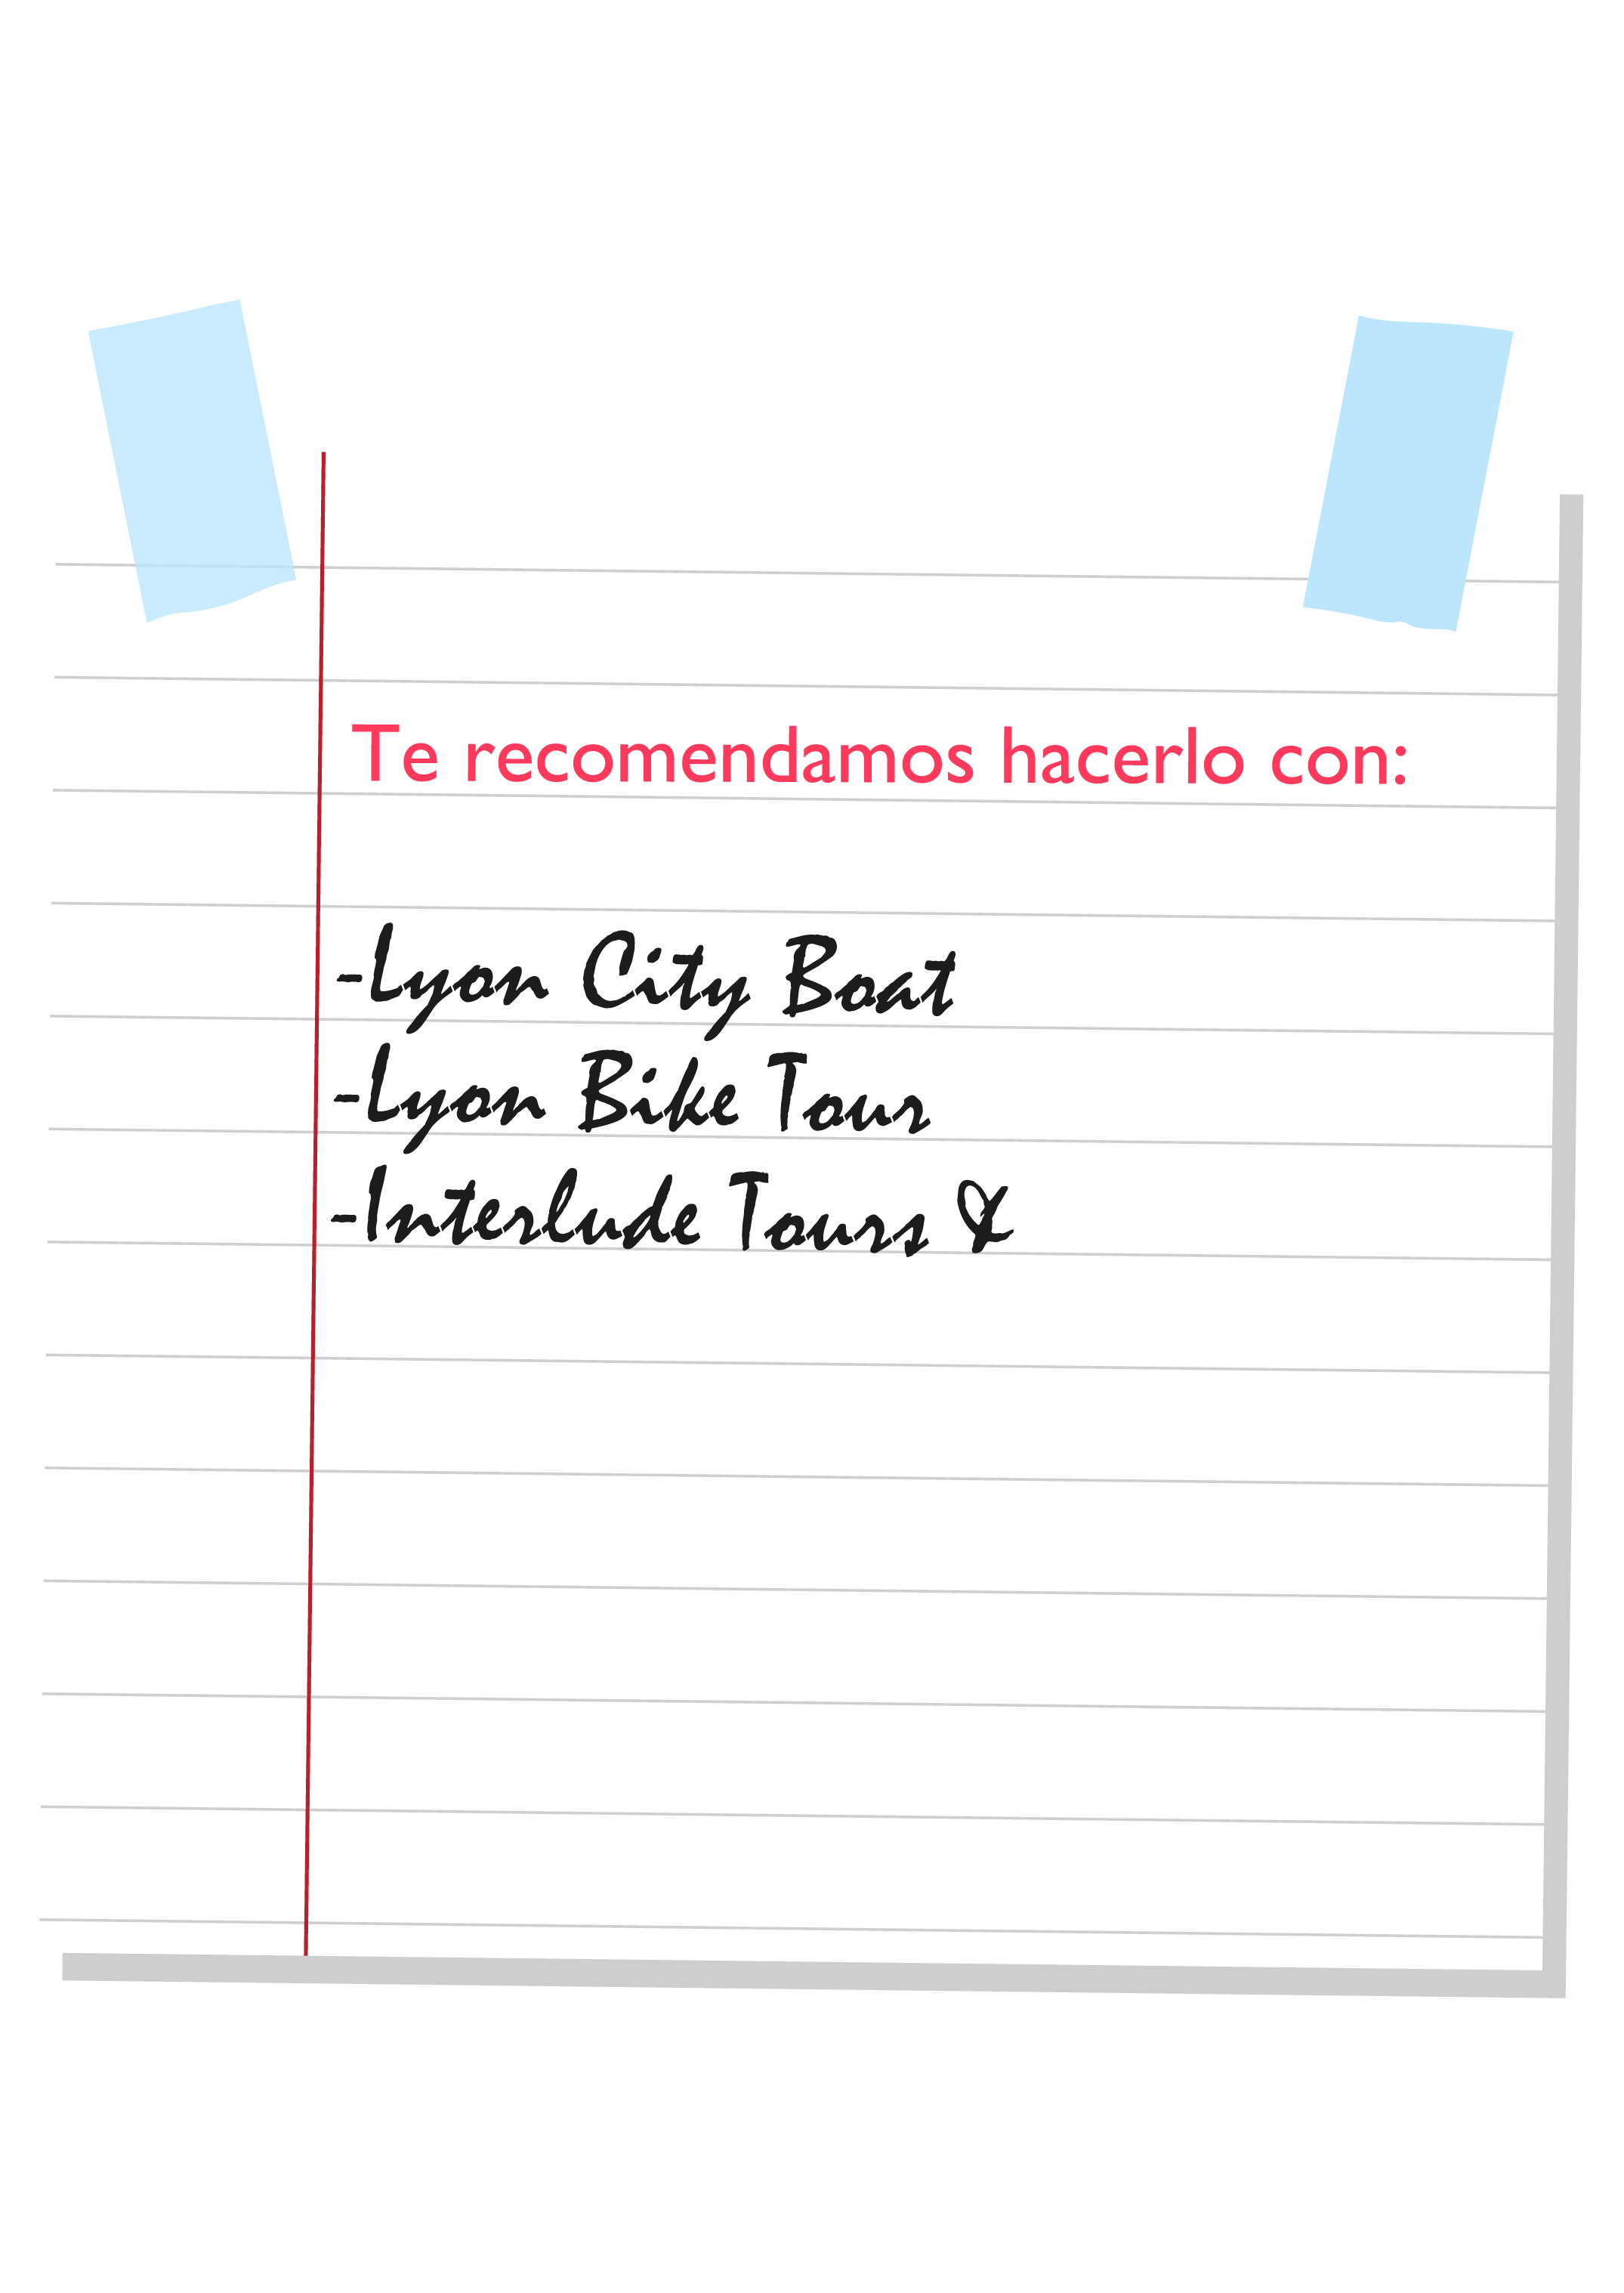 Te recomendamos hacerlo con:
-Lyon City Boat
-Lyon Bike Tour
-Interlude Tours &